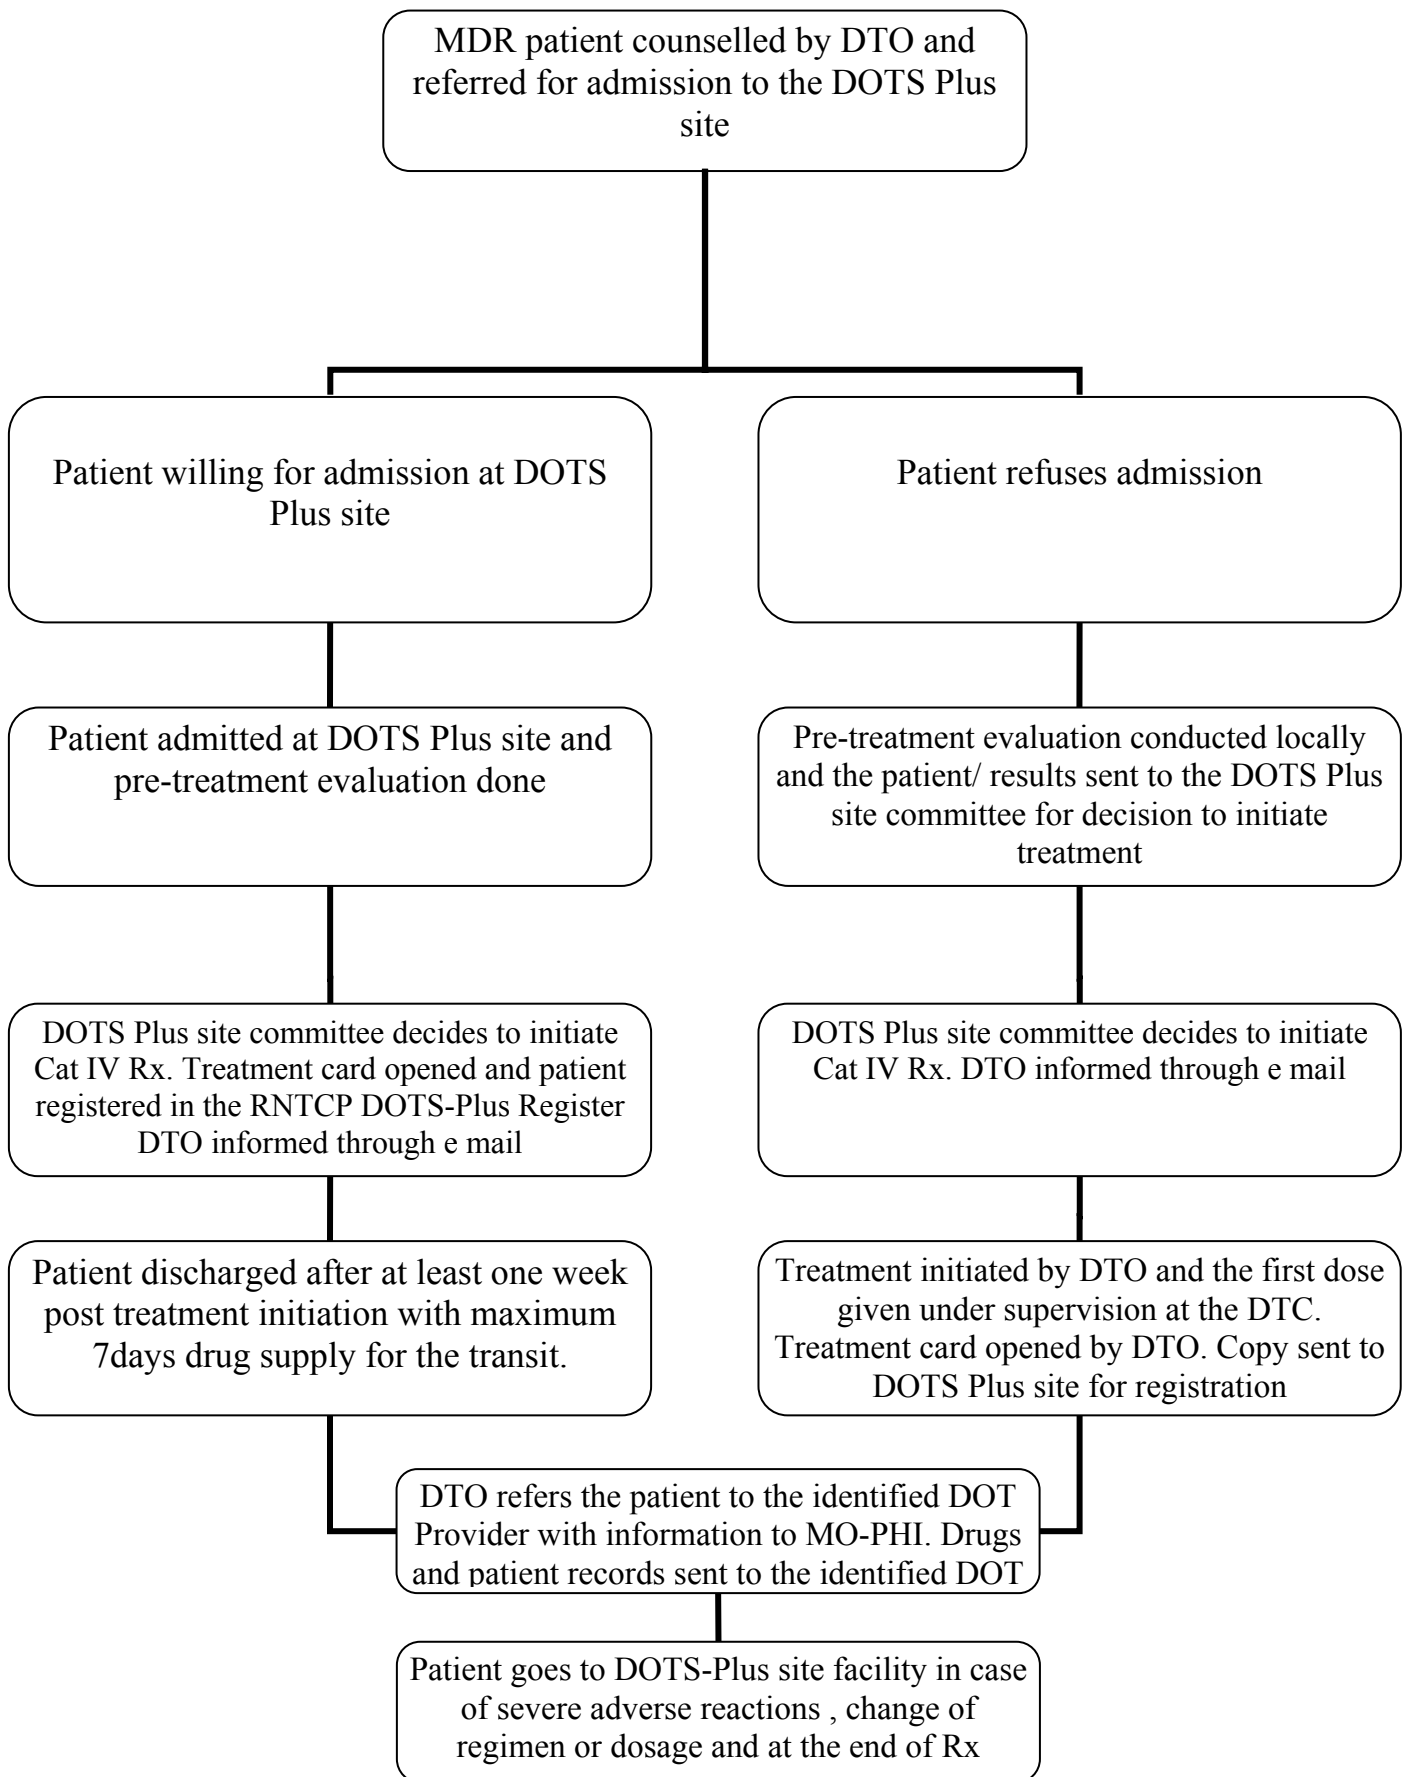 MDR patient counselled by DTO and
referred for admission to the DOTS Plus
site
Patient willing for admission at DOTS
Plus site
Patient refuses admission
Patient admitted at DOTS Plus site and
pre-treatment evaluation done
Pre-treatment evaluation conducted locally
and the patient/ results sent to the DOTS Plus
site committee for decision to initiate
treatment
DOTS Plus site committee decides to initiate
Cat IV Rx. Treatment card opened and patient
registered in the RNTCP DOTS-Plus Register
DTO informed through e mail
DOTS Plus site committee decides to initiate
Cat IV Rx. DTO informed through e mail
Patient discharged after at least one week
post treatment initiation with maximum
7days drug supply for the transit.
Treatment initiated by DTO and the first dose
given under supervision at the DTC.
Treatment card opened by DTO. Copy sent to
DOTS Plus site for registration
DTO refers the patient to the identified DOT
Provider with information to MO-PHI. Drugs
and patient records sent to the identified DOT
Patient goes to DOTS-Plus site facility in case
of severe adverse reactions , change of
regimen or dosage and at the end of Rx